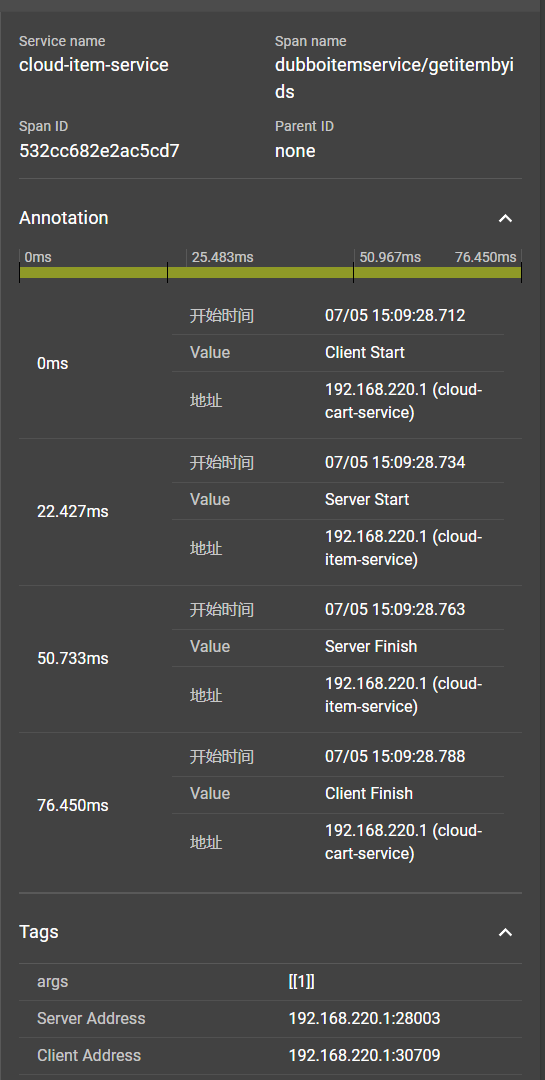 Service name
Span name
cloud-item-service
dubboitemservice/getitembyi
ds
Span ID
Parent ID
532cc682e2ac5cd7
none
Annotation
0ms
25.483ms
50.967ms
76.450ms
0ms
开始时间
07/05 15:09:28.712
Value
Client Start
地址
192.168.220.1 (cloud-
cart-service)
22.427ms
开始时间
07/05 15:09:28.734
Value
Server Start
地址
192.168.220.1 (cloud-
item-service)
50.733ms
开始时间
07/05 15:09:28.763
Value
Server Finish
地址
192.168.220.1 (cloud-
item-service)
76.450ms
开始时间
07/05 15:09:28.788
Value
Client Finish
地址
192.168.220.1 (cloud-
cart-service)
Tags
args
[[1]]
Server Address
192.168.220.1:28003
Client Address
192.168.220.1:30709